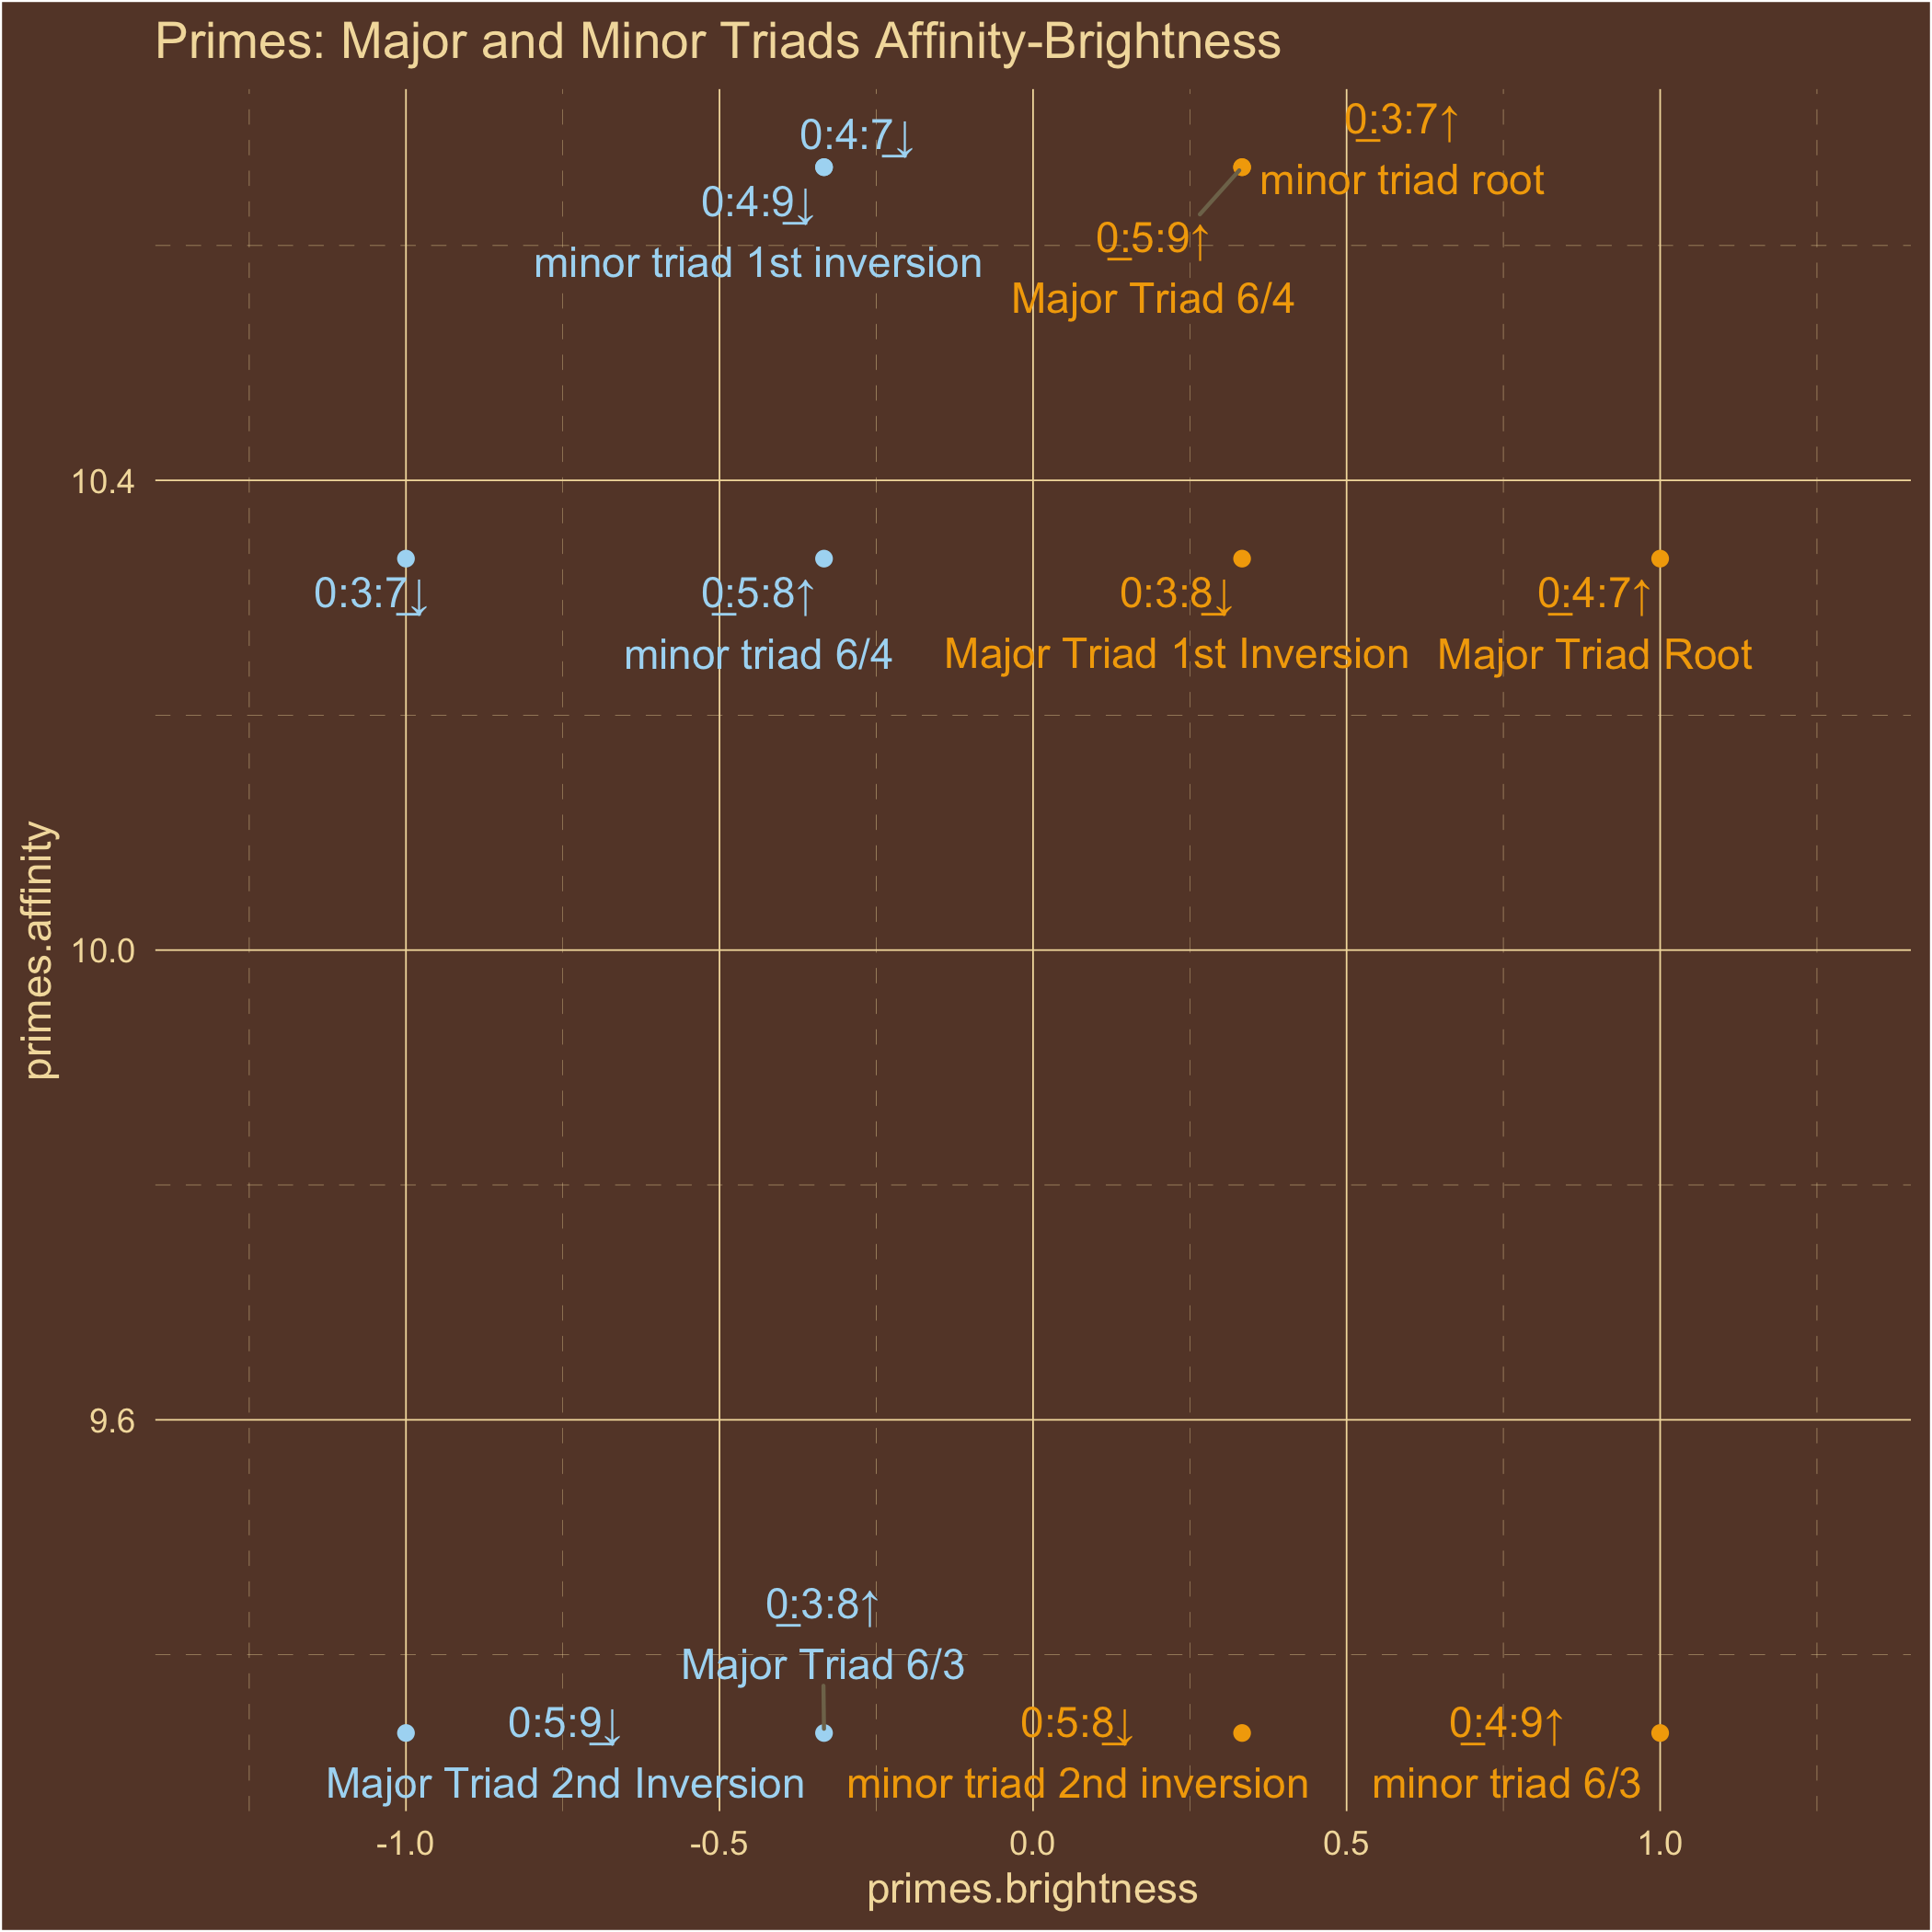 Primes: Major and Minor Triads Affinity-Brightness
0:4:7↓
0:3:7↑
minor triad root
0:4:9↓
minor triad 1st inversion
0:5:9↑
Major Triad 6/4
10.4
0:3:7↓
0:5:8↑
minor triad 6/4
0:3:8↓
Major Triad 1st Inversion
0:4:7↑
Major Triad Root
primes.affinity
10.0
9.6
0:3:8↑
Major Triad 6/3
0:5:9↓
Major Triad 2nd Inversion
0:5:8↓
minor triad 2nd inversion
0:4:9↑
minor triad 6/3
-1.0
-0.5
0.0
0.5
1.0
primes.brightness